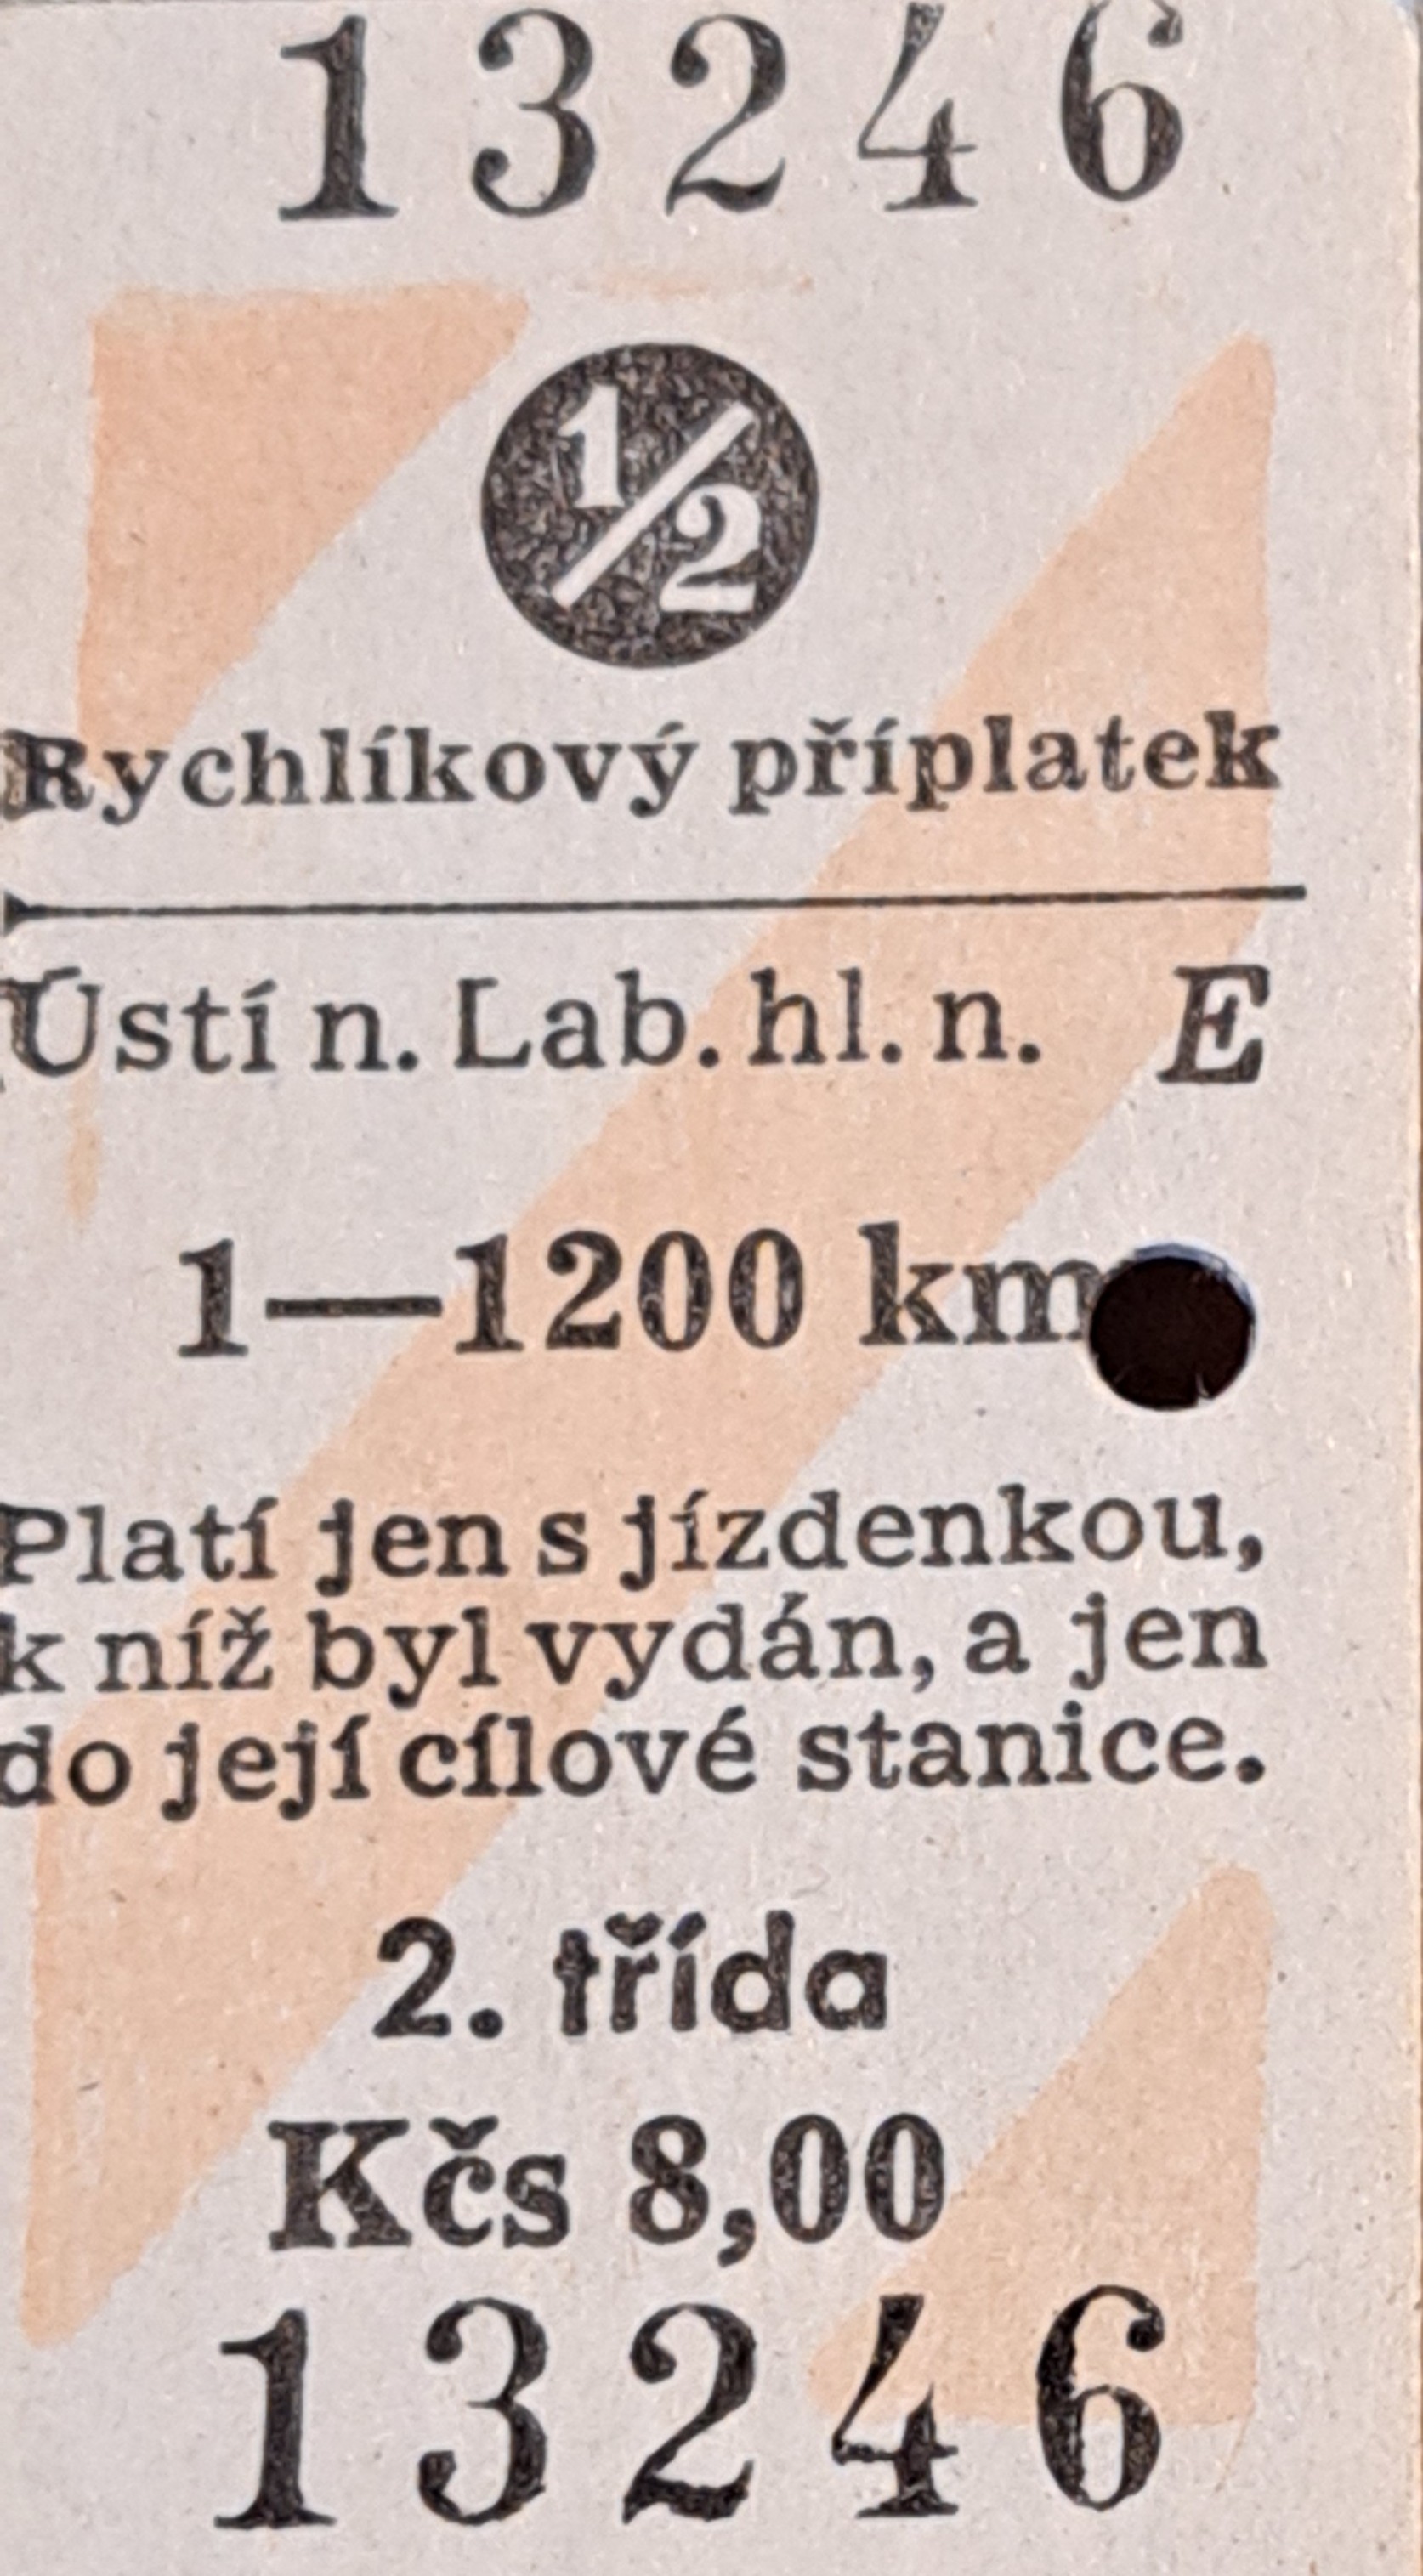 13246
1/2
Rychlíkový příplatek
Ústí n. Lab. hl. n. E
1—1200 km
Platí jen s jízdenkou,
k níž byl vydán, a jen
do její cílové stanice.
2. třída
Kčs 8,00
13246